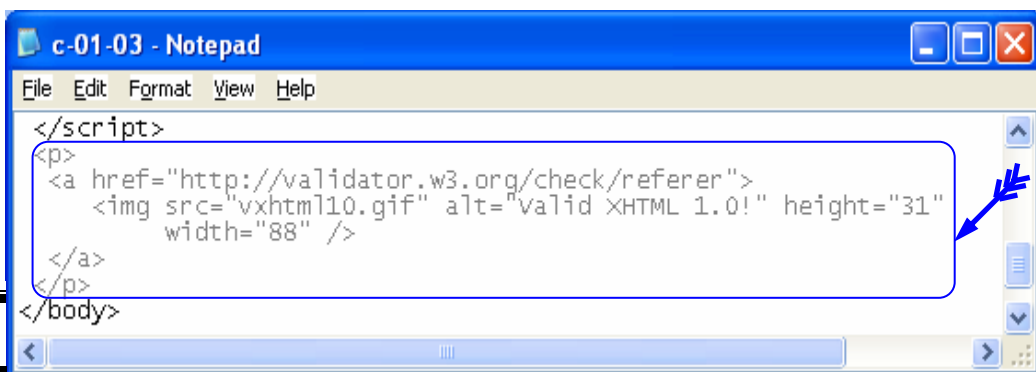 c-01-03 - Notepad
File Edit Format View Help
</script>
<p>
<a href="http://validator.w3.org/check/referer">
<img src="vxhtml10.gif" alt="Valid XHTML 1.0!" height="31"
width="88" />
</a>
</p>
</body>